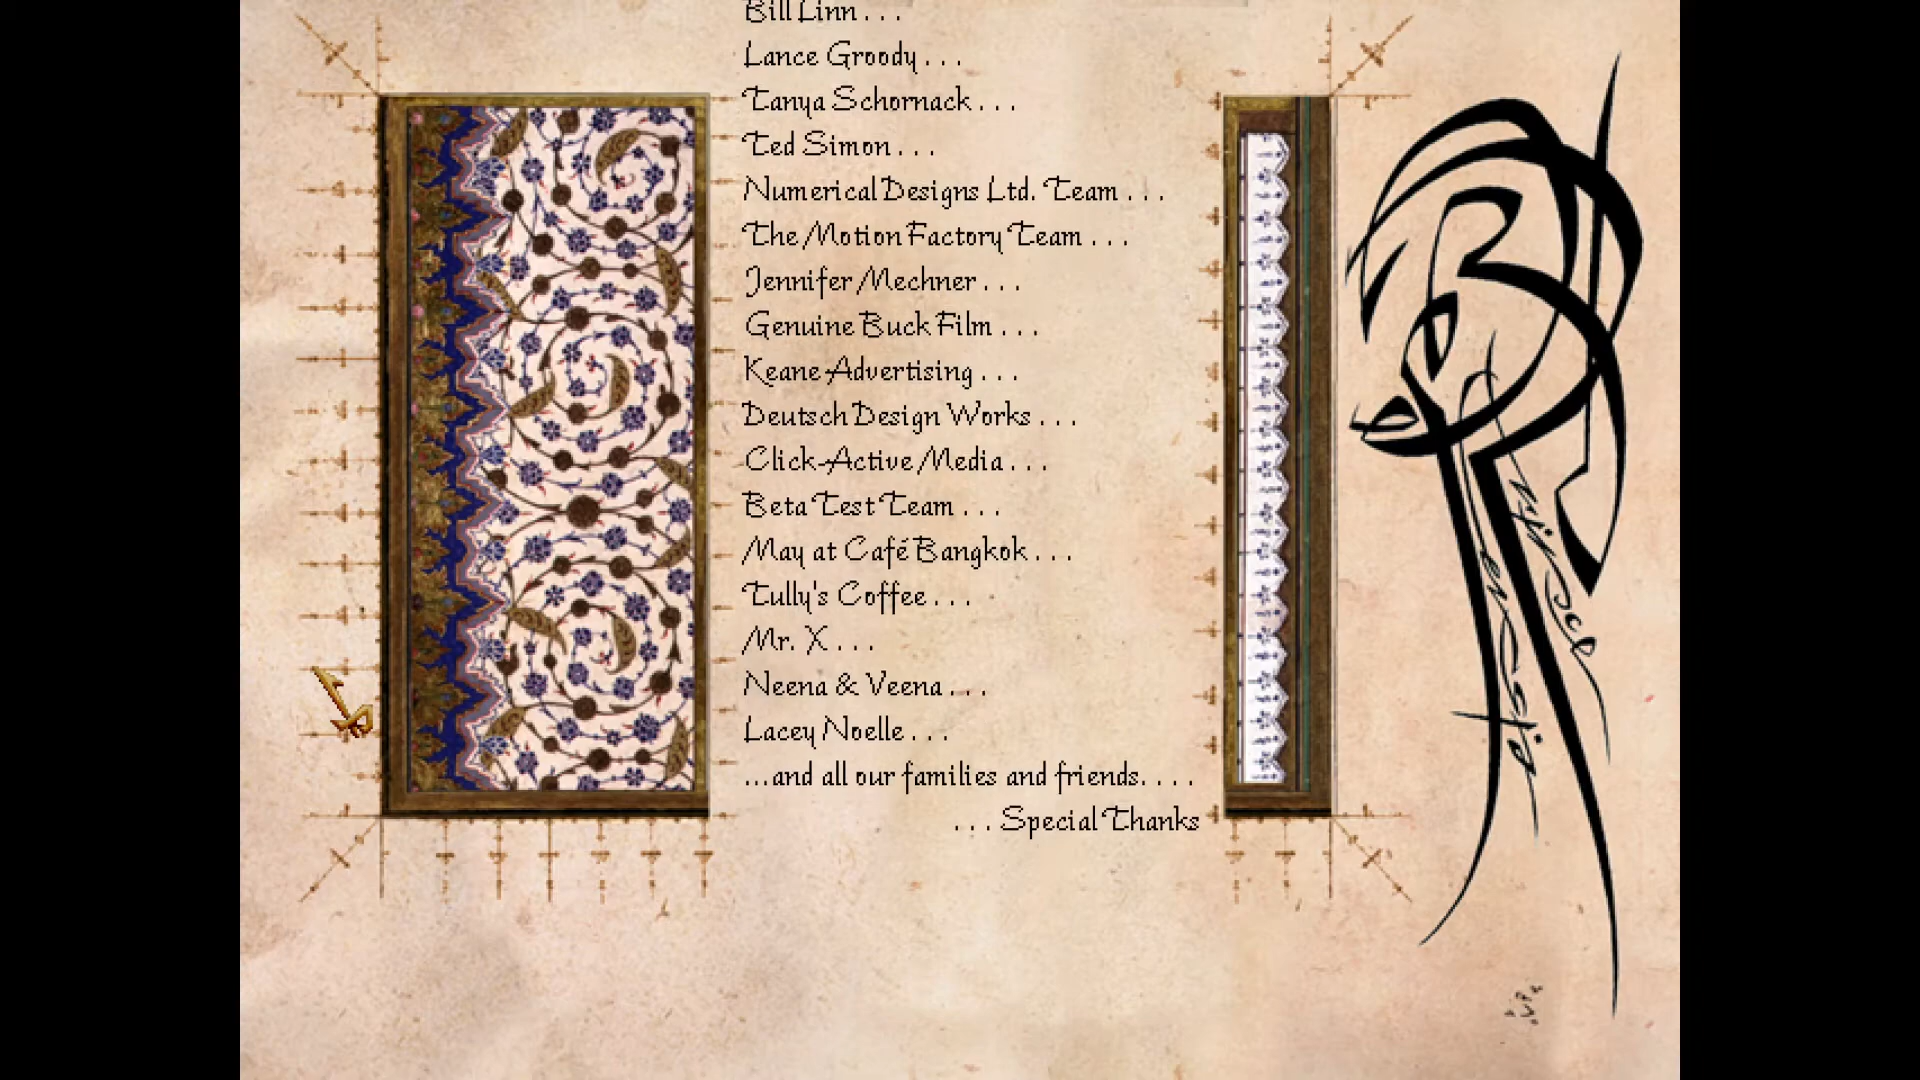 Bill Linn . . .
Lance Groody . . .
Tanya Schornack . . .
Ted Simon . . .
Numerical Designs Ltd. Team . . .
The Motion Factory Team . . .
Jennifer Mechner . . .
Genuine Buck Film . . .
Keane Advertising . . .
Deutsch Design Works . . .
Click-Active Media . . .
Beta Test Team . . .
May at Café Bangkok . . .
Tully's Coffee . . .
Mr. X . . .
Neena & Veena . . .
Lacey Noelle . . .
...and all our families and friends. . . .
. . . Special Thanks